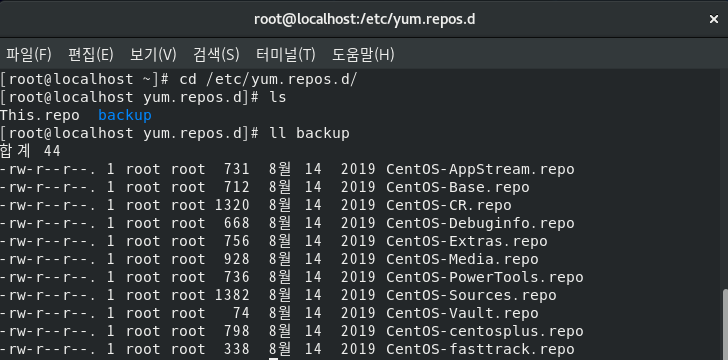 root@localhost:/etc/yum.repos.d ×
파일(F) 편집(E) 보기(V) 검색(S) 터미널(T) 도움말(H)
[root@localhost ~]# cd /etc/yum.repos.d/
[root@localhost yum.repos.d]# ls
This.repo backup
[root@localhost yum.repos.d]# ll backup
합계 44
-rw-r--r--. 1 root root 731 8월 14 2019 CentOS-AppStream.repo
-rw-r--r--. 1 root root 712 8월 14 2019 CentOS-Base.repo
-rw-r--r--. 1 root root 1320 8월 14 2019 CentOS-CR.repo
-rw-r--r--. 1 root root 668 8월 14 2019 CentOS-Debuginfo.repo
-rw-r--r--. 1 root root 756 8월 14 2019 CentOS-Extras.repo
-rw-r--r--. 1 root root 928 8월 14 2019 CentOS-Media.repo
-rw-r--r--. 1 root root 736 8월 14 2019 CentOS-PowerTools.repo
-rw-r--r--. 1 root root 1382 8월 14 2019 CentOS-Sources.repo
-rw-r--r--. 1 root root 74 8월 14 2019 CentOS-Vault.repo
-rw-r--r--. 1 root root 798 8월 14 2019 CentOS-centosplus.repo
-rw-r--r--. 1 root root 338 8월 14 2019 CentOS-fasttrack.repo